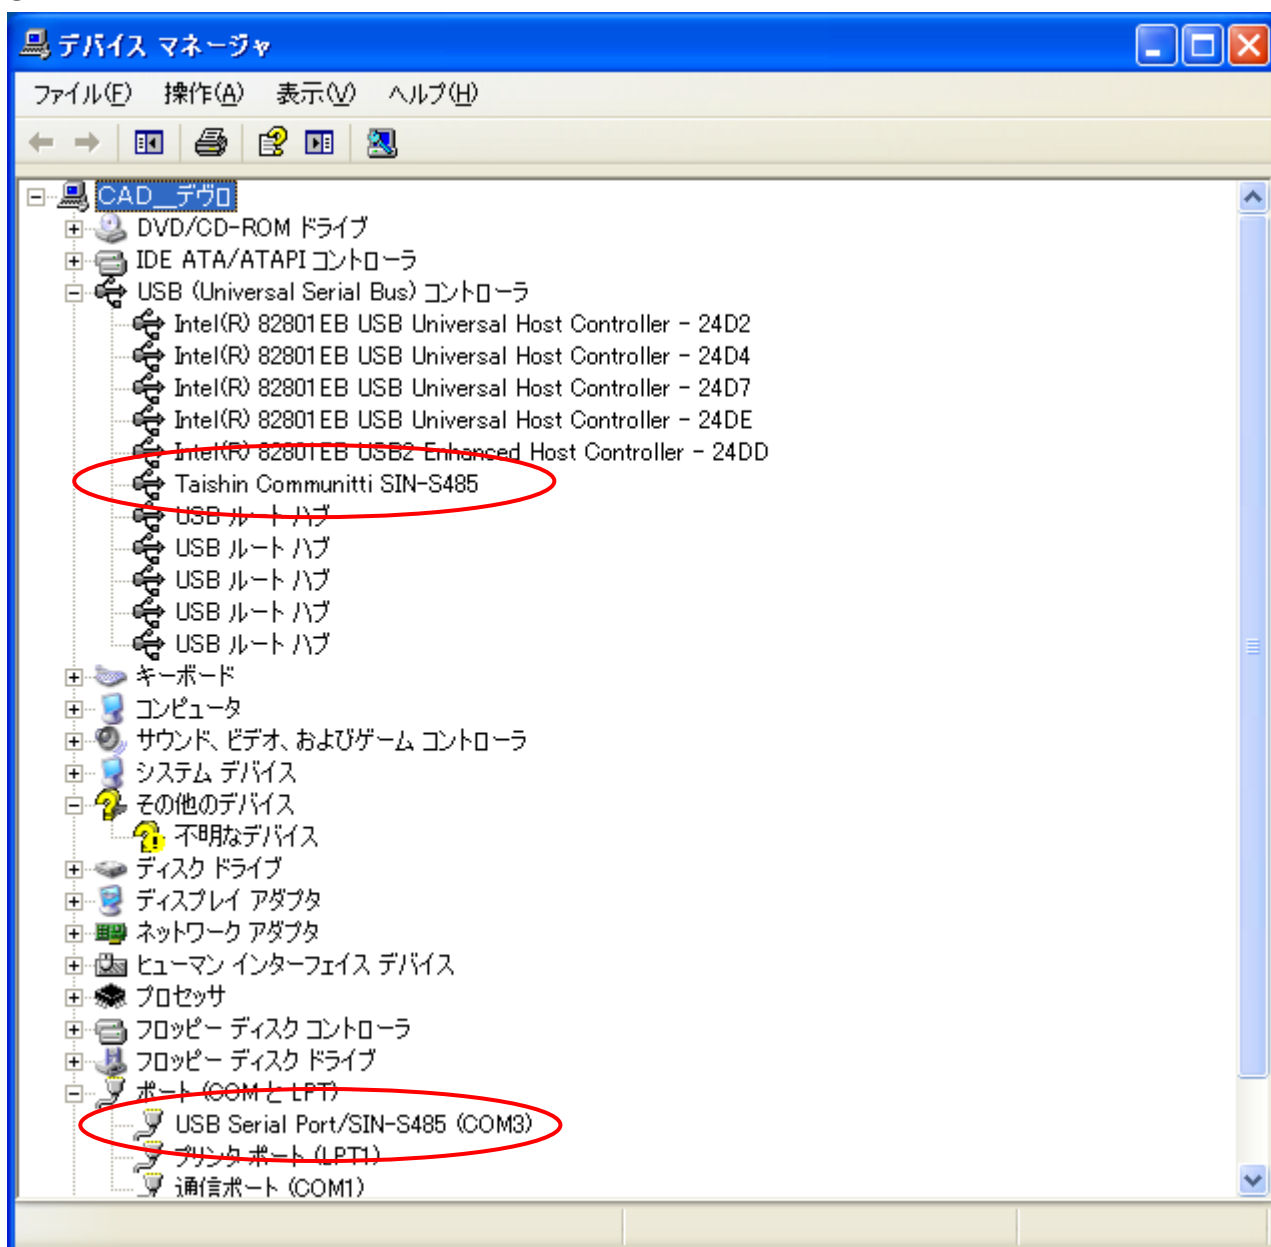 デバイス マネージャ
ファイル(F) 操作(A) 表示(V) ヘルプ(H)
CAD__デヴロ
DVD/CD-ROM ドライブ
IDE ATA/ATAPI コントローラ
USB (Universal Serial Bus) コントローラ
Intel(R) 82801EB USB Universal Host Controller - 24D2
Intel(R) 82801EB USB Universal Host Controller - 24D4
Intel(R) 82801EB USB Universal Host Controller - 24D7
Intel(R) 82801EB USB Universal Host Controller - 24DE
Intel(R) 82801EB USB2 Enhanced Host Controller - 24DD
Taishin Communitti SIN-S485
USB ルート ハブ
USB ルート ハブ
USB ルート ハブ
USB ルート ハブ
USB ルート ハブ
キーボード
コンピュータ
サウンド、ビデオ、およびゲーム コントローラ
システム デバイス
その他のデバイス
不明なデバイス
ディスク ドライブ
ディスプレイ アダプタ
ネットワーク アダプタ
ヒューマン インターフェイス デバイス
プロセッサ
フロッピー ディスク コントローラ
フロッピー ディスク ドライブ
ポート (COM と LPT)
USB Serial Port/SIN-S485 (COM3)
プリンタ ポート (LPT1)
通信ポート (COM1)